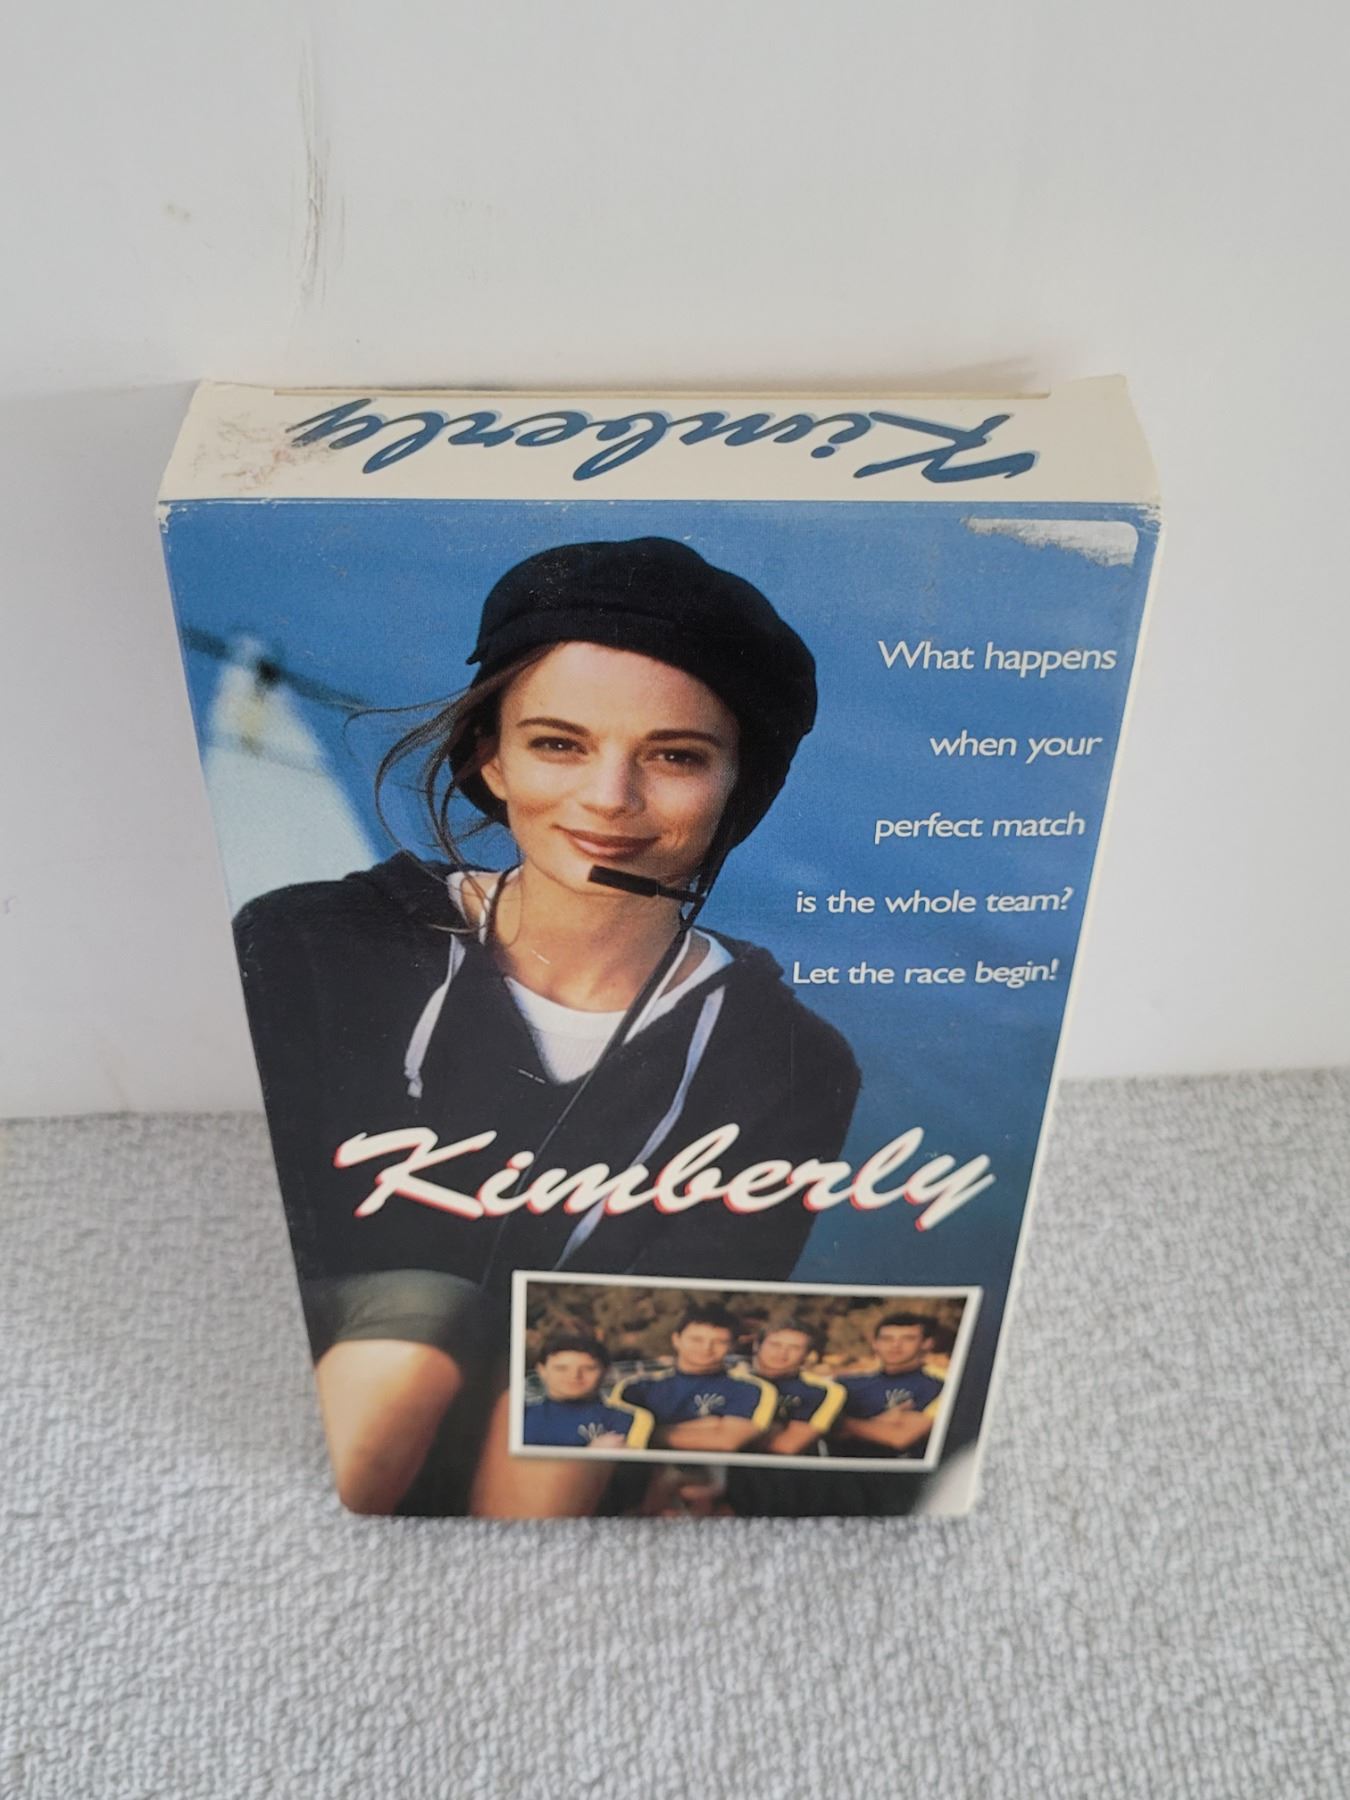 Kimberly
What happens
when your
perfect match
is the whole team?
Let the race begin!
Kimberly